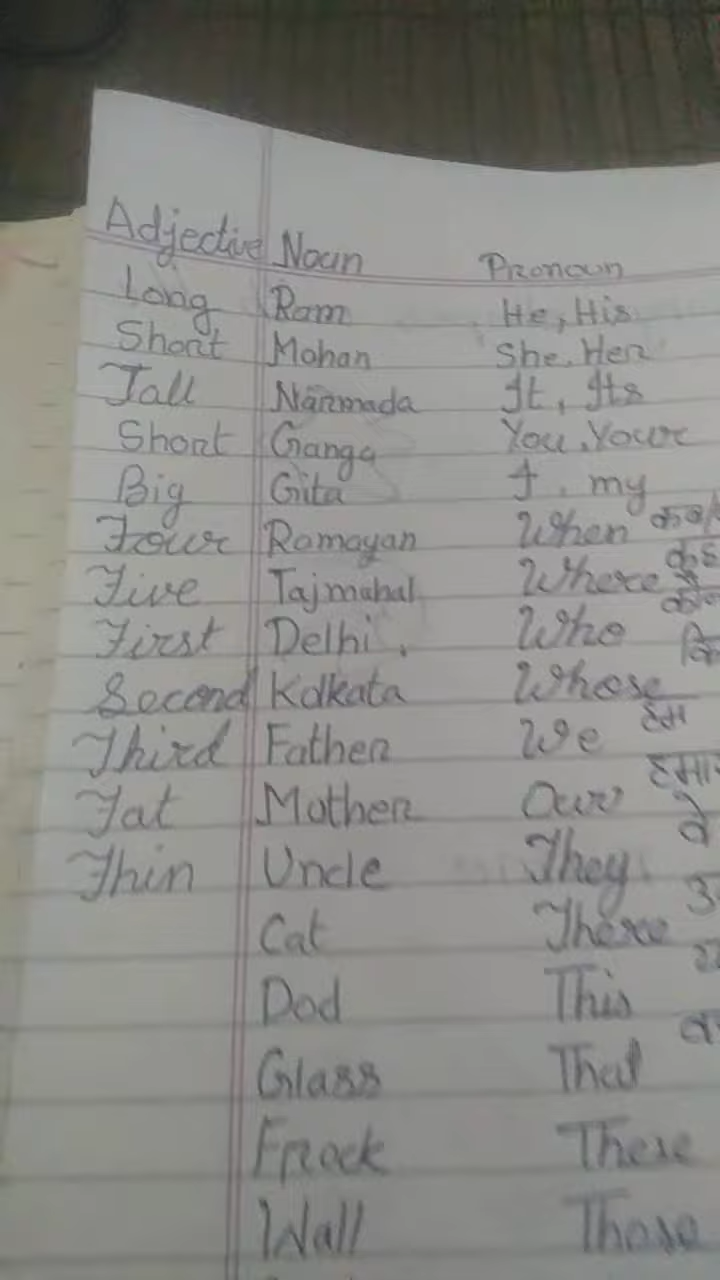 Adjective Noun Pronoun
Long Ram He, His
Short Mohan She, Her
Tall Narmada It, Its
Short Ganga You, Your
Big Gita I, my
Four Ramayan When
Five Tajmahal Where
First Delhi Who
Second Kolkata Whose
Third Father We हम
Fat Mother Our
Thin Uncle They वे
Cat There
Dod This
Glass That
Frock These
Wall Those